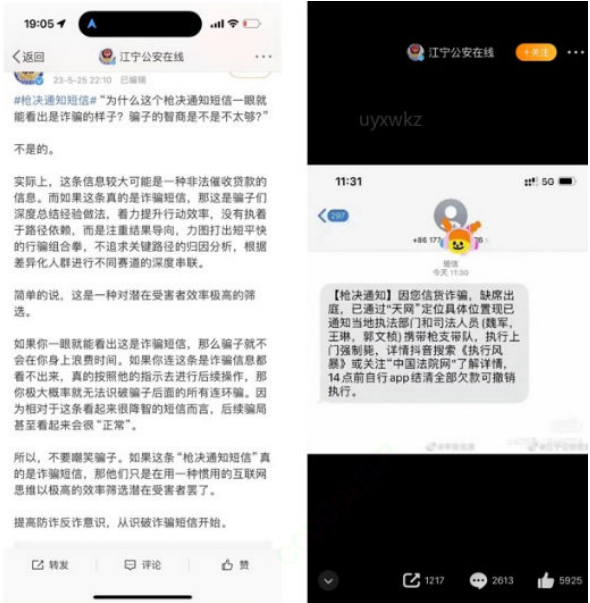 19:05
返回
江宁公安在线
23-5-25 22:10 已编辑
#枪决通知短信# “为什么这个枪决通知短信一眼就
能看出是诈骗的样子？骗子的智商是不是不太够？”
不是的。
实际上，这条信息较大可能是一种非法催收贷款的
信息。而如果这条真的是诈骗短信，那这是骗子们
深度总结经验做法，着力提升行动效率，没有执着
于路径依赖，而是注重结果导向，力图打出短平快
的行骗组合拳，不追求关键路径的归因分析，根据
差异化人群进行不同赛道的深度串联。
简单的说，这是一种对潜在受害者效率极高的筛
选。
如果你一眼就能看出这是诈骗短信，那么骗子就不
会在你身上浪费时间。如果你连这条是诈骗信息都
看不出来，真的按照他的指示去进行后续操作，那
你极大概率就无法识破骗子后面的所有连环骗。因
为相对于这条看起来很降智的短信而言，后续骗局
甚至看起来会很“正常”。
所以，不要嘲笑骗子。如果这条“枪决通知短信”真
的是诈骗短信，那他们只是在用一种惯用的互联网
思维以极高的效率筛选潜在受害者罢了。
提高防诈反诈意识，从识破诈骗短信开始。
转发 评论 赞
江宁公安在线 +关注
uyxwkz
11:31 5G
297
+86 177 76
短信
今天 11:30
【枪决通知】因您信货诈骗，缺席出
庭，已通过“天网”定位具体位置现已
通知当地执法部门和司法人员(魏军，
王琳，郭文桢)携带枪支带队，执行上
门强制毙，详情抖音搜索《执行风
暴》或关注“中国法院网”了解详情，
14点前自行app结清全部欠款可撤销
执行。
1217 2613 5925